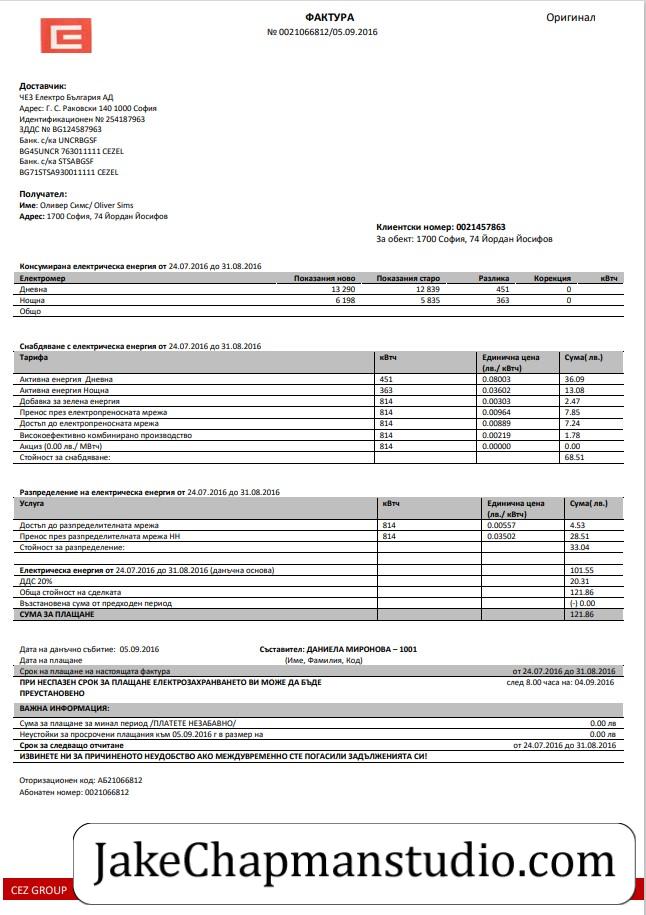 ФАКТУРА
Оригинал
№ 0021066812/05.09.2016
Доставчик:
ЧЕЗ Електро България АД
Адрес: Г. С. Раковски 140 1000 София
Идентификационен № 254187963
ЗДДС № BG124587963
Банк. с/ка UNCRBGSF
BG45UNCR 763011111 CEZEL
Банк. с/ка STSABGSF
BG71STSA930011111 CEZEL
Получател:
Име: Оливер Симс/ Oliver Sims
Адрес: 1700 София, 74 Йордан Йосифов
Клиентски номер: 0021457863
За обект: 1700 София, 74 Йордан Йосифов
Консумирана електрическа енергия от 24.07.2016 до 31.08.2016
Електромер Показания ново Показания старо Разлика Корекция кВтч
Дневна 13 290 12 839 451 0
Нощна 6 198 5 835 363 0
Общо
Снабдяване с електрическа енергия от 24.07.2016 до 31.08.2016
Тарифа кВтч Единична цена Сума( лв.)
(лв./ кВтч)
Активна енергия Дневна 451 0.08003 36.09
Активна енергия Нощна 363 0.03602 13.08
Добавка за зелена енергия 814 0.00303 2.47
Пренос през електропреносната мрежа 814 0.00964 7.85
Достъп до електропреносната мрежа 814 0.00889 7.24
Високоефективно комбинирано производство 814 0.00219 1.78
Акциз (0.00 лв./ МВтч) 814 0.00000 0.00
Стойност за снабдяване: 68.51
Разпределение на електрическа енергия от 24.07.2016 до 31.08.2016
Услуга кВтч Единична цена Сума( лв.)
(лв./ кВтч)
Достъп до разпределителната мрежа 814 0.00557 4.53
Пренос през разпределителната мрежа НН 814 0.03502 28.51
Стойност за разпределение: 33.04
Електрическа енергия от 24.07.2016 до 31.08.2016 (данъчна основа) 101.55
ДДС 20% 20.31
Обща стойност на сделката 121.86
Възстановена сума от предходен период (-) 0.00
СУМА ЗА ПЛАЩАНЕ 121.86
Дата на данъчно събитие: 05.09.2016 Съставител: ДАНИЕЛА МИРОНОВА – 1001
Дата на плащане (Име, Фамилия, Код)
Срок на плащане на настоящата фактура от 24.07.2016 до 31.08.2016
ПРИ НЕСПАЗЕН СРОК ЗА ПЛАЩАНЕ ЕЛЕКТРОЗАХРАНВАНЕТО ВИ МОЖЕ ДА БЪДЕ след 8.00 часа на: 04.09.2016
ПРЕУСТАНОВЕНО
ВАЖНА ИНФОРМАЦИЯ:
Сума за плащане за минал период /ПЛАТЕТЕ НЕЗАБАВНО/ 0.00 лв
Неустойки за просрочени плащания към 05.09.2016 г в размер на 0.00 лв
Срок за следващо отчитане от 24.07.2016 до 31.08.2016
ИЗВИНЕТЕ НИ ЗА ПРИЧИНЕНОТО НЕУДОБСТВО АКО МЕЖДУВРЕМЕННО СТЕ ПОГАСИЛИ ЗАДЪЛЖЕНИЯТА СИ!
Оторизационен код: АБ21066812
Абонатен номер: 0021066812
JakeChapmanstudio.com
CEZ GROUP